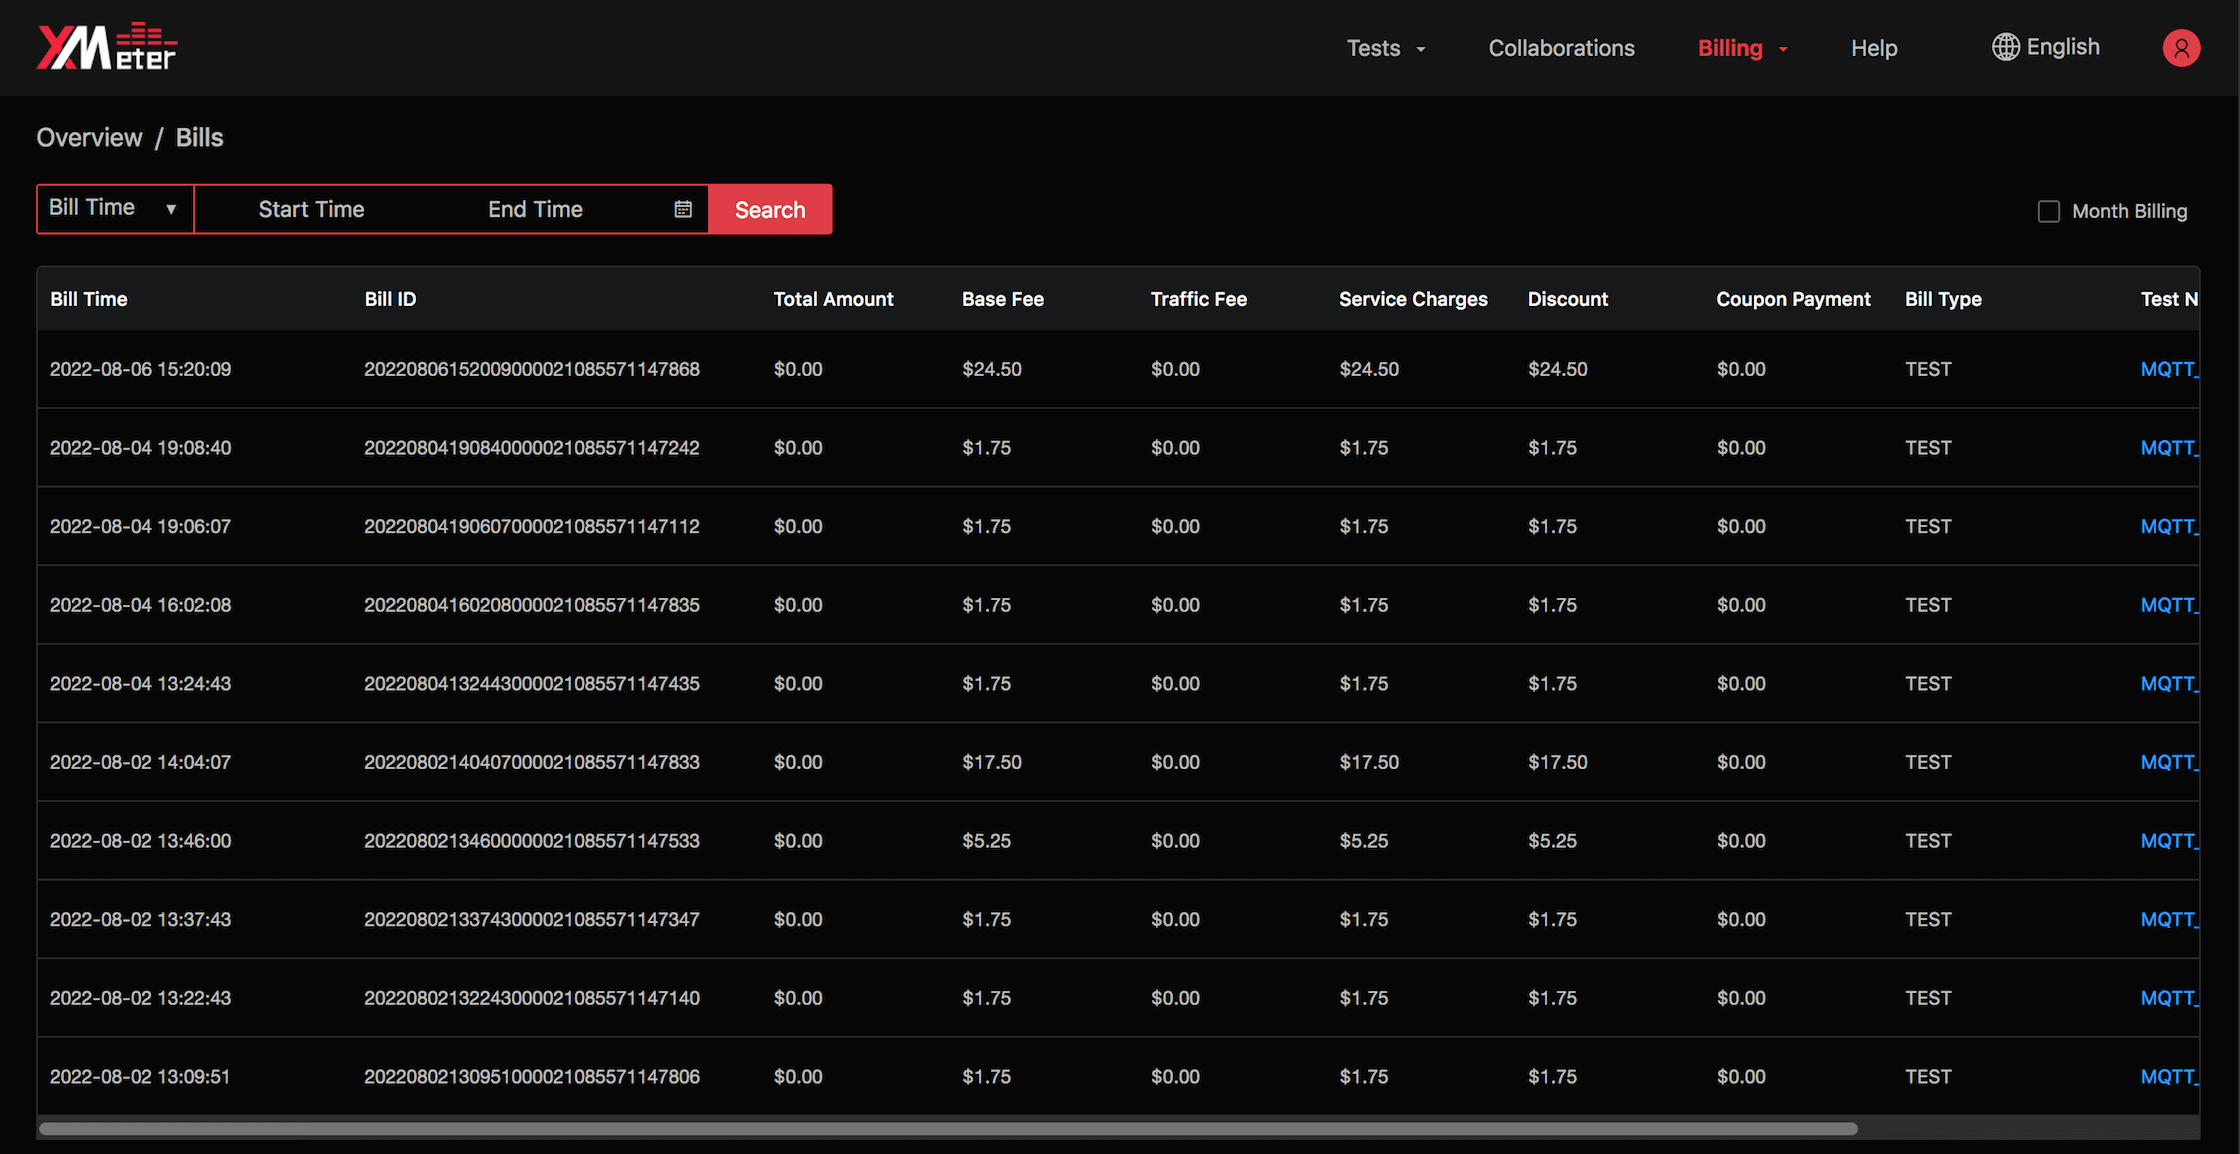 XMeter Tests Collaborations Billing Help English
Overview / Bills
Bill Time Start Time End Time Search Month Billing
Bill Time Bill ID Total Amount Base Fee Traffic Fee Service Charges Discount Coupon Payment Bill Type Test N
2022-08-06 15:20:09 20220806152009000021085571147868 $0.00 $24.50 $0.00 $24.50 $24.50 $0.00 TEST MQTT_
2022-08-04 19:08:40 20220804190840000021085571147242 $0.00 $1.75 $0.00 $1.75 $1.75 $0.00 TEST MQTT_
2022-08-04 19:06:07 20220804190607000021085571147112 $0.00 $1.75 $0.00 $1.75 $1.75 $0.00 TEST MQTT_
2022-08-04 16:02:08 20220804160208000021085571147835 $0.00 $1.75 $0.00 $1.75 $1.75 $0.00 TEST MQTT_
2022-08-04 13:24:43 20220804132443000021085571147435 $0.00 $1.75 $0.00 $1.75 $1.75 $0.00 TEST MQTT_
2022-08-02 14:04:07 20220802140407000021085571147833 $0.00 $17.50 $0.00 $17.50 $17.50 $0.00 TEST MQTT_
2022-08-02 13:46:00 20220802134600000021085571147533 $0.00 $5.25 $0.00 $5.25 $5.25 $0.00 TEST MQTT_
2022-08-02 13:37:43 20220802133743000021085571147347 $0.00 $1.75 $0.00 $1.75 $1.75 $0.00 TEST MQTT_
2022-08-02 13:22:43 20220802132243000021085571147140 $0.00 $1.75 $0.00 $1.75 $1.75 $0.00 TEST MQTT_
2022-08-02 13:09:51 20220802130951000021085571147806 $0.00 $1.75 $0.00 $1.75 $1.75 $0.00 TEST MQTT_